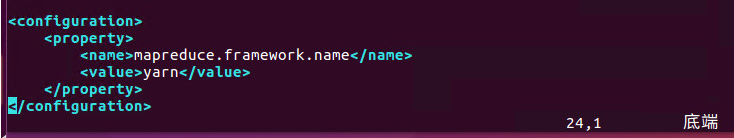 <configuration>
    <property>
        <name>mapreduce.framework.name</name>
        <value>yarn</value>
    </property>
</configuration>
24,1 底端